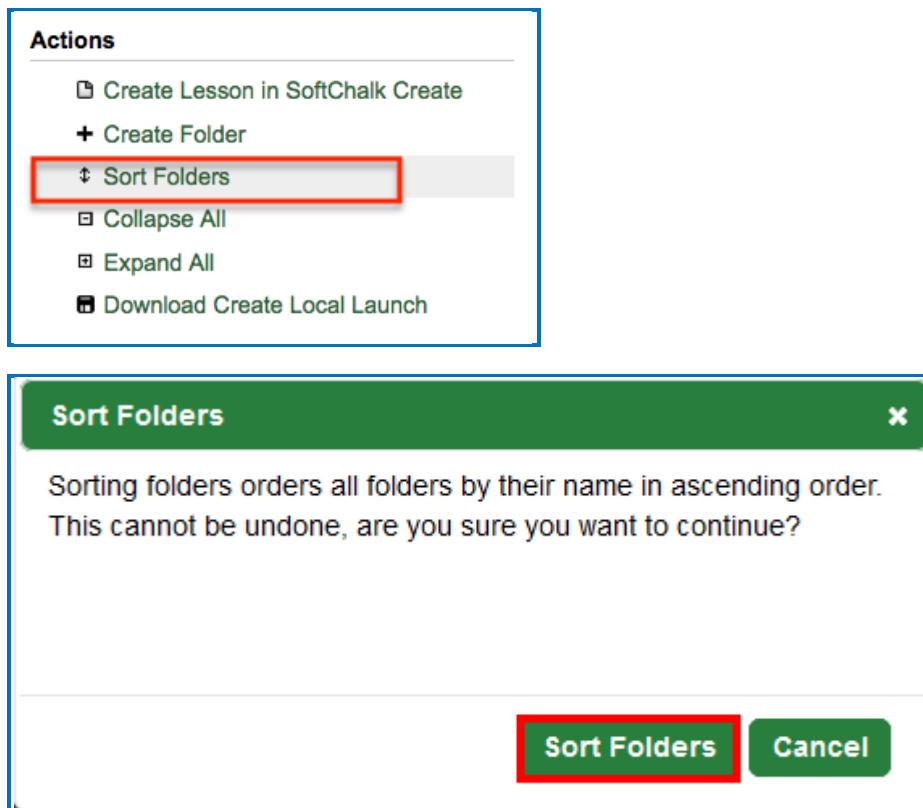 Actions
Create Lesson in SoftChalk Create
Create Folder
Sort Folders
Collapse All
Expand All
Download Create Local Launch
Sort Folders
Sorting folders orders all folders by their name in ascending order.
This cannot be undone, are you sure you want to continue?
Sort Folders Cancel